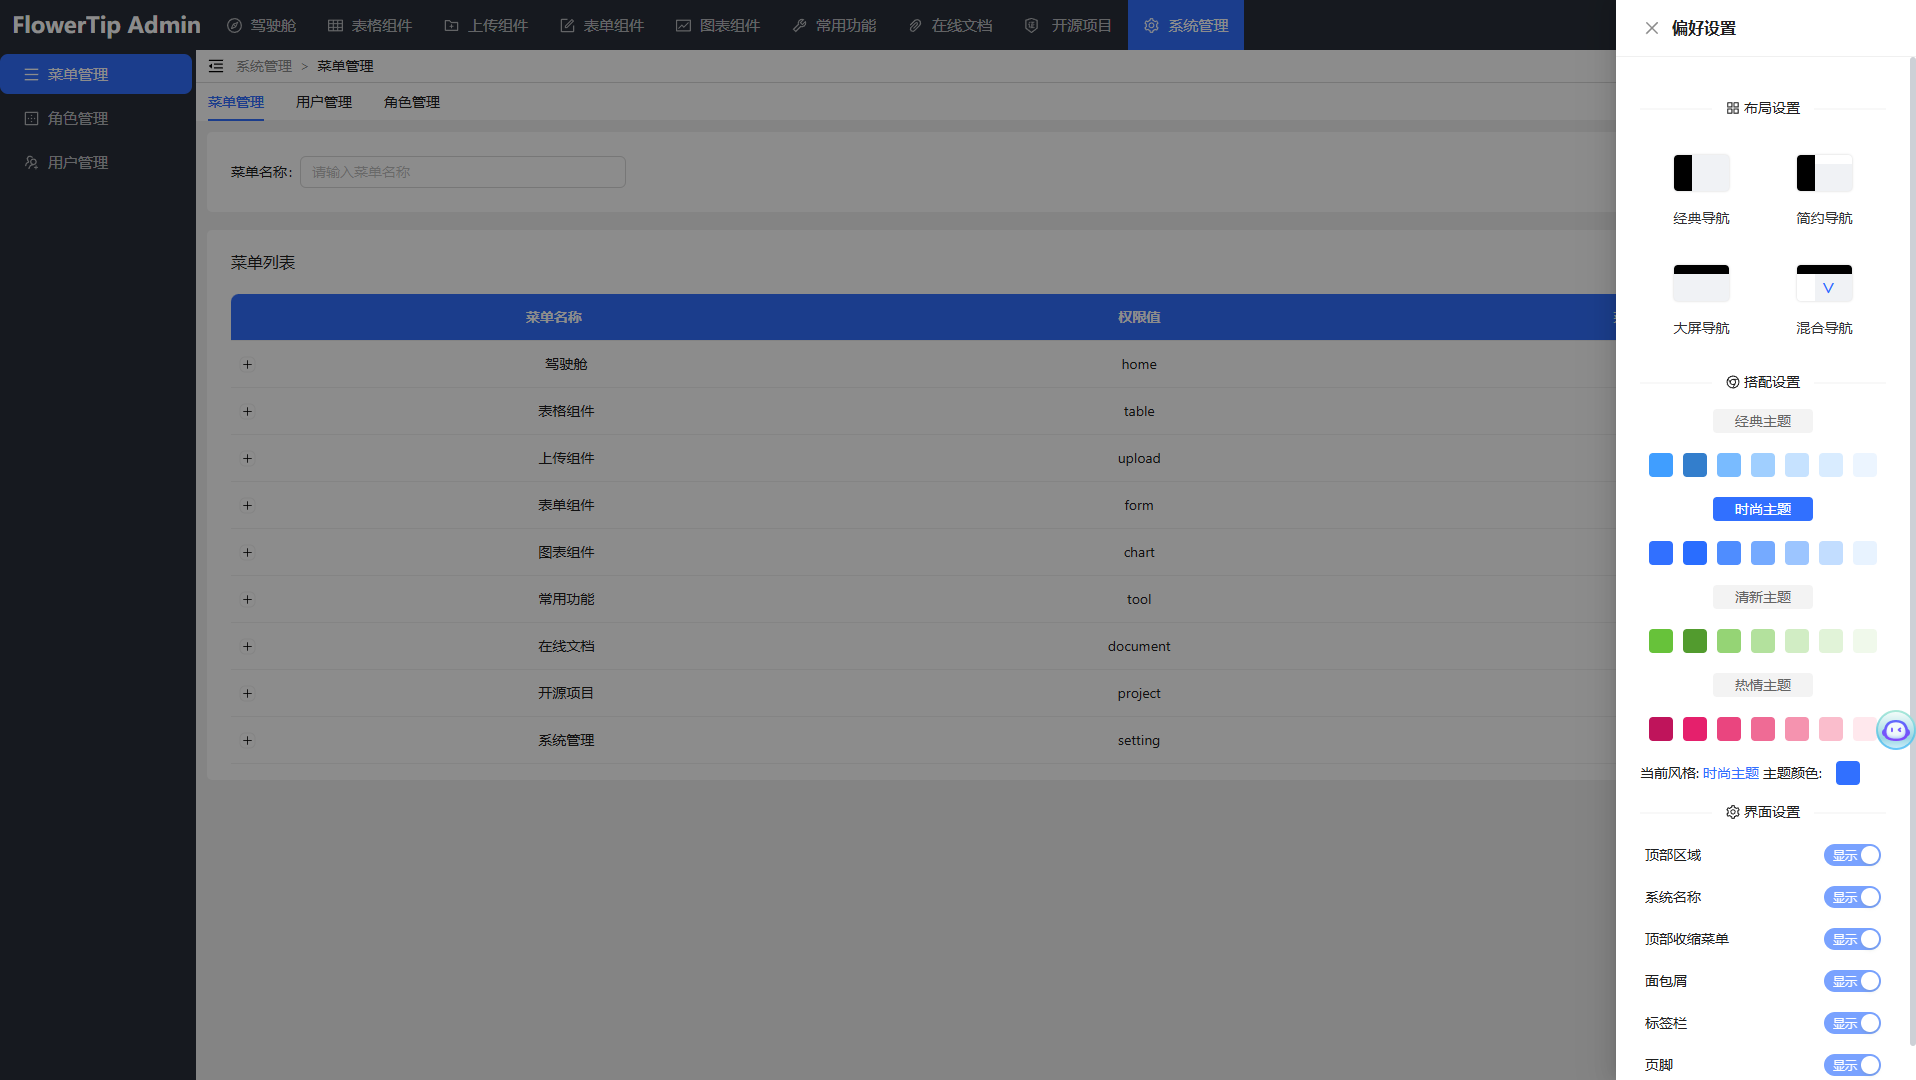 FlowerTip Admin
驾驶舱
表格组件
上传组件
表单组件
图表组件
常用功能
在线文档
开源项目
系统管理
菜单管理
角色管理
用户管理
系统管理 > 菜单管理
菜单管理
用户管理
角色管理
菜单名称:
请输入菜单名称
菜单列表
菜单名称
权限值
驾驶舱
home
表格组件
table
上传组件
upload
表单组件
form
图表组件
chart
常用功能
tool
在线文档
document
开源项目
project
系统管理
setting
偏好设置
布局设置
经典导航
简约导航
大屏导航
混合导航
搭配设置
经典主题
时尚主题
清新主题
热情主题
当前风格: 时尚主题 主题颜色:
界面设置
顶部区域
显示
系统名称
显示
顶部收缩菜单
显示
面包屑
显示
标签栏
显示
页脚
显示